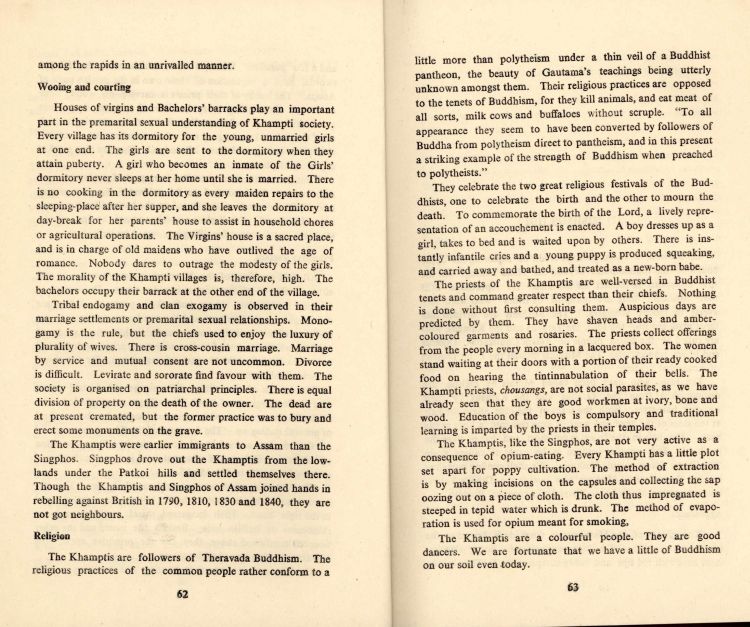 among the rapids in an unrivalled manner.
Wooing and courting
Houses of virgins and Bachelors' barracks play an important
part in the premarital sexual understanding of Khampti society.
Every village has its dormitory for the young, unmarried girls
at one end. The girls are sent to the dormitory when they
attain puberty. A girl who becomes an inmate of the Girls'
dormitory never sleeps at her home until she is married. There
is no cooking in the dormitory as every maiden repairs to the
sleeping-place after her supper, and she leaves the dormitory at
day-break for her parents' house to assist in household chores
or agricultural operations. The Virgins' house is a sacred place,
and is in charge of old maidens who have outlived the age of
romance. Nobody dares to outrage the modesty of the girls.
The morality of the Khampti villages is, therefore, high. The
bachelors occupy their barrack at the other end of the village.
Tribal endogamy and clan exogamy is observed in their
marriage settlements or premarital sexual relationships. Mono-
gamy is the rule, but the chiefs used to enjoy the luxury of
plurality of wives. There is cross-cousin marriage. Marriage
by service and mutual consent are not uncommon. Divorce
is difficult. Levirate and sororate find favour with them. The
society is organised on patriarchal principles. There is equal
division of property on the death of the owner. The dead are
at present cremated, but the former practice was to bury and
erect some monuments on the grave.
The Khamptis were earlier immigrants to Assam than the
Singphos. Singphos drove out the Khamptis from the low-
lands under the Patkoi hills and settled themselves there.
Though the Khamptis and Singphos of Assam joined hands in
rebelling against British in 1790, 1810, 1830 and 1840, they are
not got neighbours.
Religion
The Khamptis are followers of Theravada Buddhism. The
religious practices of the common people rather conform to a
62
little more than polytheism under a thin veil of a Buddhist
pantheon, the beauty of Gautama's teachings being utterly
unknown amongst them. Their religious practices are opposed
to the tenets of Buddhism, for they kill animals, and eat meat of
all sorts, milk cows and buffaloes without scruple. "To all
appearance they seem to have been converted by followers of
Buddha from polytheism direct to pantheism, and in this present
a striking example of the strength of Buddhism when preached
to polytheists."
They celebrate the two great religious festivals of the Bud-
dhists, one to celebrate the birth and the other to mourn the
death. To commemorate the birth of the Lord, a lively repre-
sentation of an accouchement is enacted. A boy dresses up as a
girl, takes to bed and is waited upon by others. There is ins-
tantly infantile cries and a young puppy is produced squeaking,
and carried away and bathed, and treated as a new-born babe.
The priests of the Khamptis are well-versed in Buddhist
tenets and command greater respect than their chiefs. Nothing
is done without first consulting them. Auspicious days are
predicted by them. They have shaven heads and amber-
coloured garments and rosaries. The priests collect offerings
from the people every morning in a lacquered box. The women
stand waiting at their doors with a portion of their ready cooked
food on hearing the tintinnabulation of their bells. The
Khampti priests, chousangs, are not social parasites, as we have
already seen that they are good workmen at ivory, bone and
wood. Education of the boys is compulsory and traditional
learning is imparted by the priests in their temples.
The Khamptis, like the Singphos, are not very active as a
consequence of opium-eating. Every Khampti has a little plot
set apart for poppy cultivation. The method of extraction
is by making incisions on the capsules and collecting the sap
oozing out on a piece of cloth. The cloth thus impregnated is
steeped in tepid water which is drunk. The method of evapo-
ration is used for opium meant for smoking,
The Khamptis are a colourful people. They are good
dancers. We are fortunate that we have a little of Buddhism
on our soil even today.
63